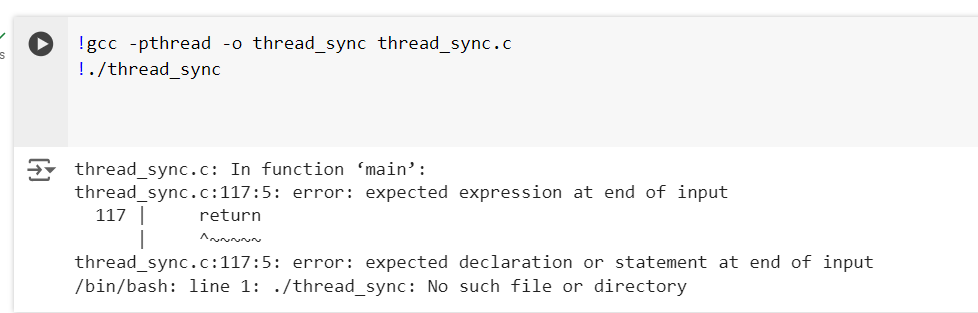 !gcc -pthread -o thread_sync thread_sync.c
!./thread_sync
s
thread_sync.c: In function ‘main’:
thread_sync.c:117:5: error: expected expression at end of input
117 | return
| ^~~~~~
thread_sync.c:117:5: error: expected declaration or statement at end of input
/bin/bash: line 1: ./thread_sync: No such file or directory